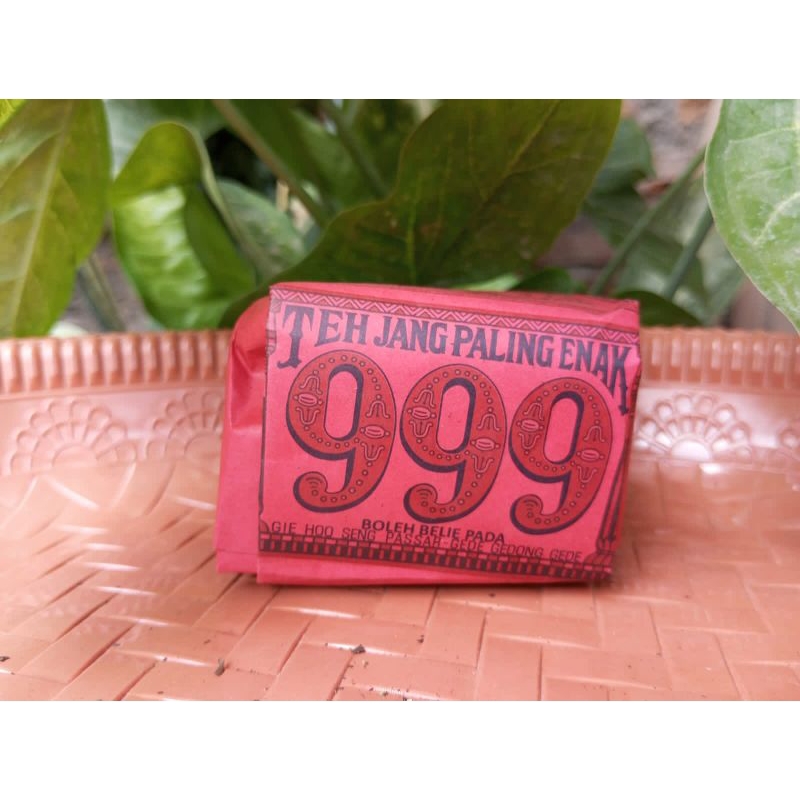 TEH JANG PALING ENAK
999
BOLEH BELIE PADA
GIE HOO SENG PASSAR GEDE GEDONG GEDE